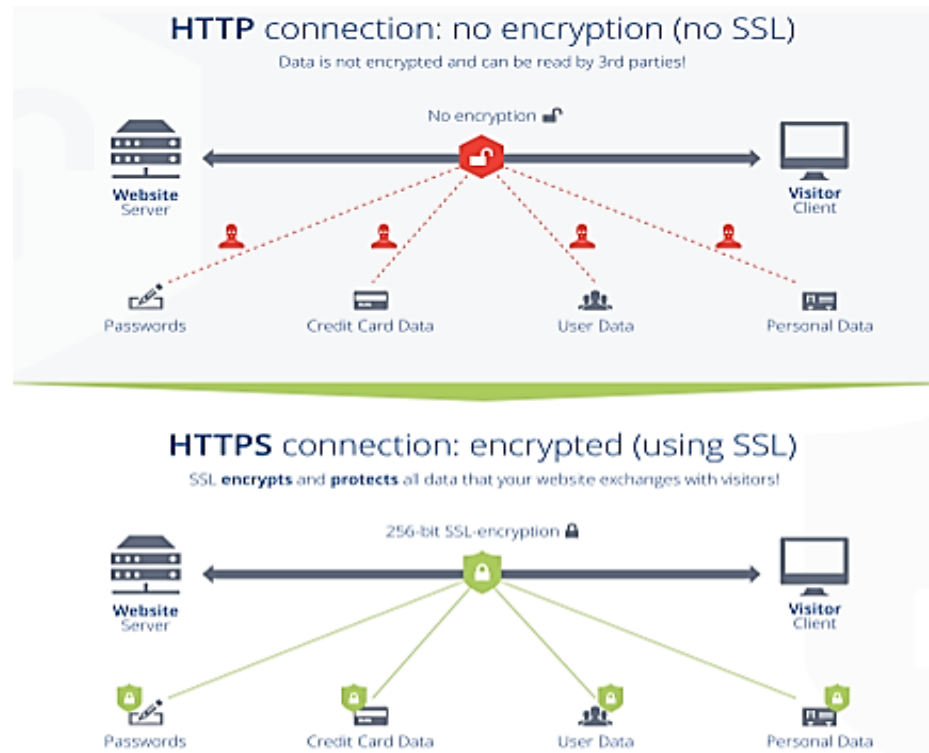 HTTP connection: no encryption (no SSL)
Data is not encrypted and can be read by 3rd parties!
No encryption
Website
Server
Visitor
Client
Passwords
Credit Card Data
User Data
Personal Data
HTTPS connection: encrypted (using SSL)
SSL encrypts and protects all data that your website exchanges with visitors!
256-bit SSL-encryption
Website
Server
Visitor
Client
Passwords
Credit Card Data
User Data
Personal Data